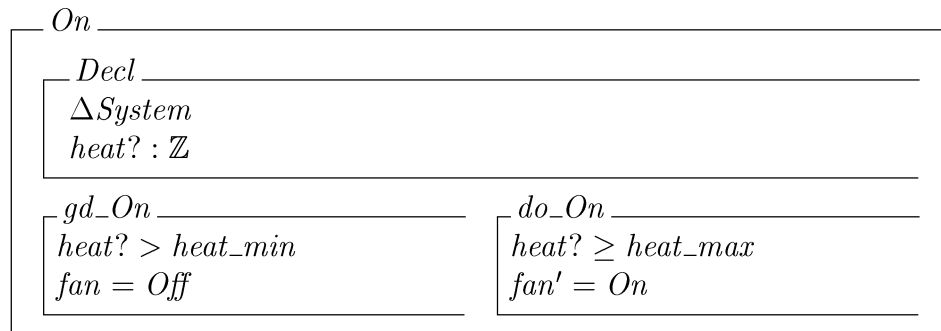 On
Decl
ΔSystem
heat? : ℤ
gd_On
heat? > heat_min
fan = Off
do_On
heat? ≥ heat_max
fan′ = On